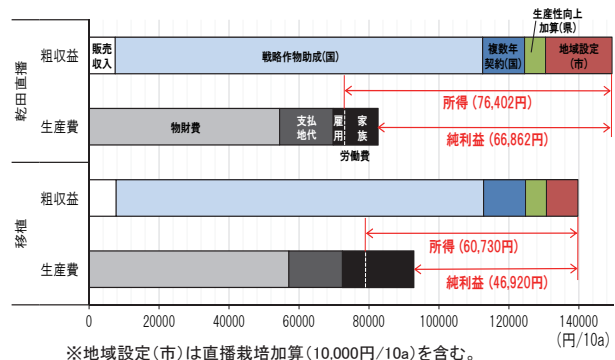 生産性向上
加算(県)
乾田直播
粗収益
販売
収入
戦略作物助成(国)
複数年
契約(国)
地域設定
(市)
所得 (76,402円)
生産費
物財費
支払
地代
雇
用
家
族
純利益 (66,862円)
労働費
移植
粗収益
所得 (60,730円)
生産費
純利益 (46,920円)
0 20000 40000 60000 80000 100000 120000 140000
(円/10a)
※地域設定(市)は直播栽培加算(10,000円/10a)を含む。